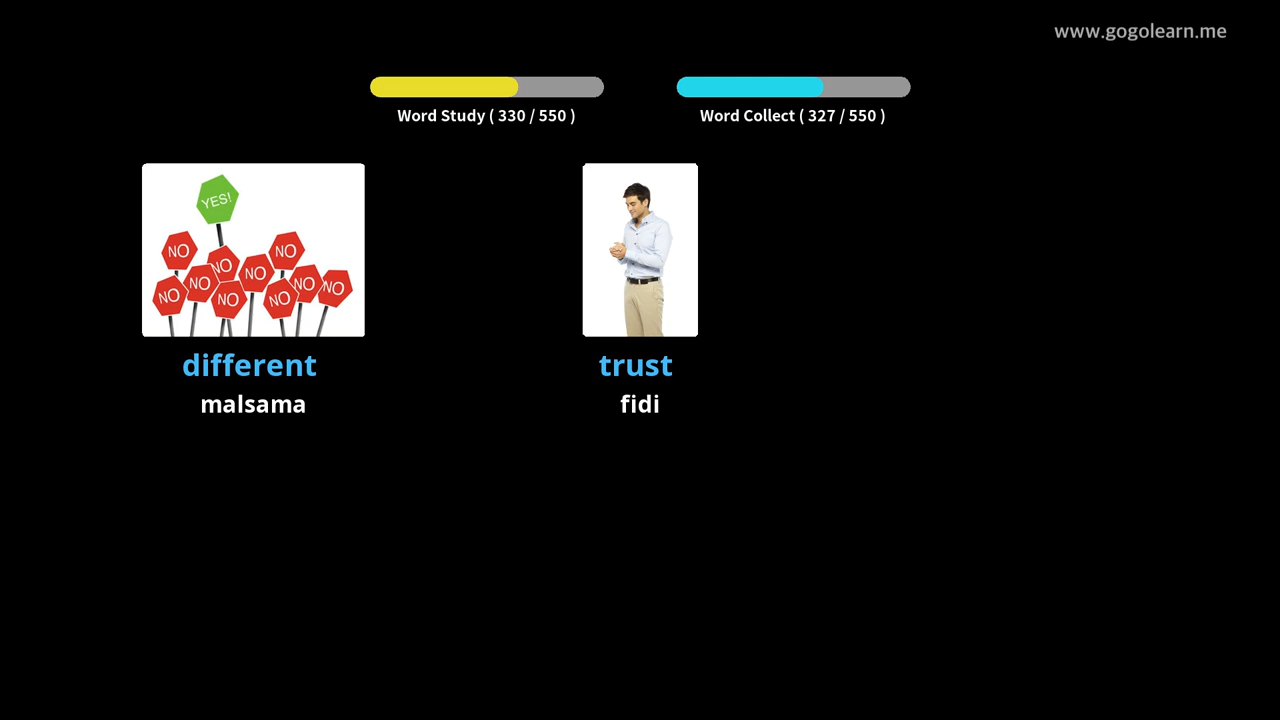 www.gogolearn.me
Word Study ( 330 / 550 )
Word Collect ( 327 / 550 )
YES!
NO
NO
NO
NO
NO
NO
NO
NO
NO
NO
different
malsama
trust
fidi